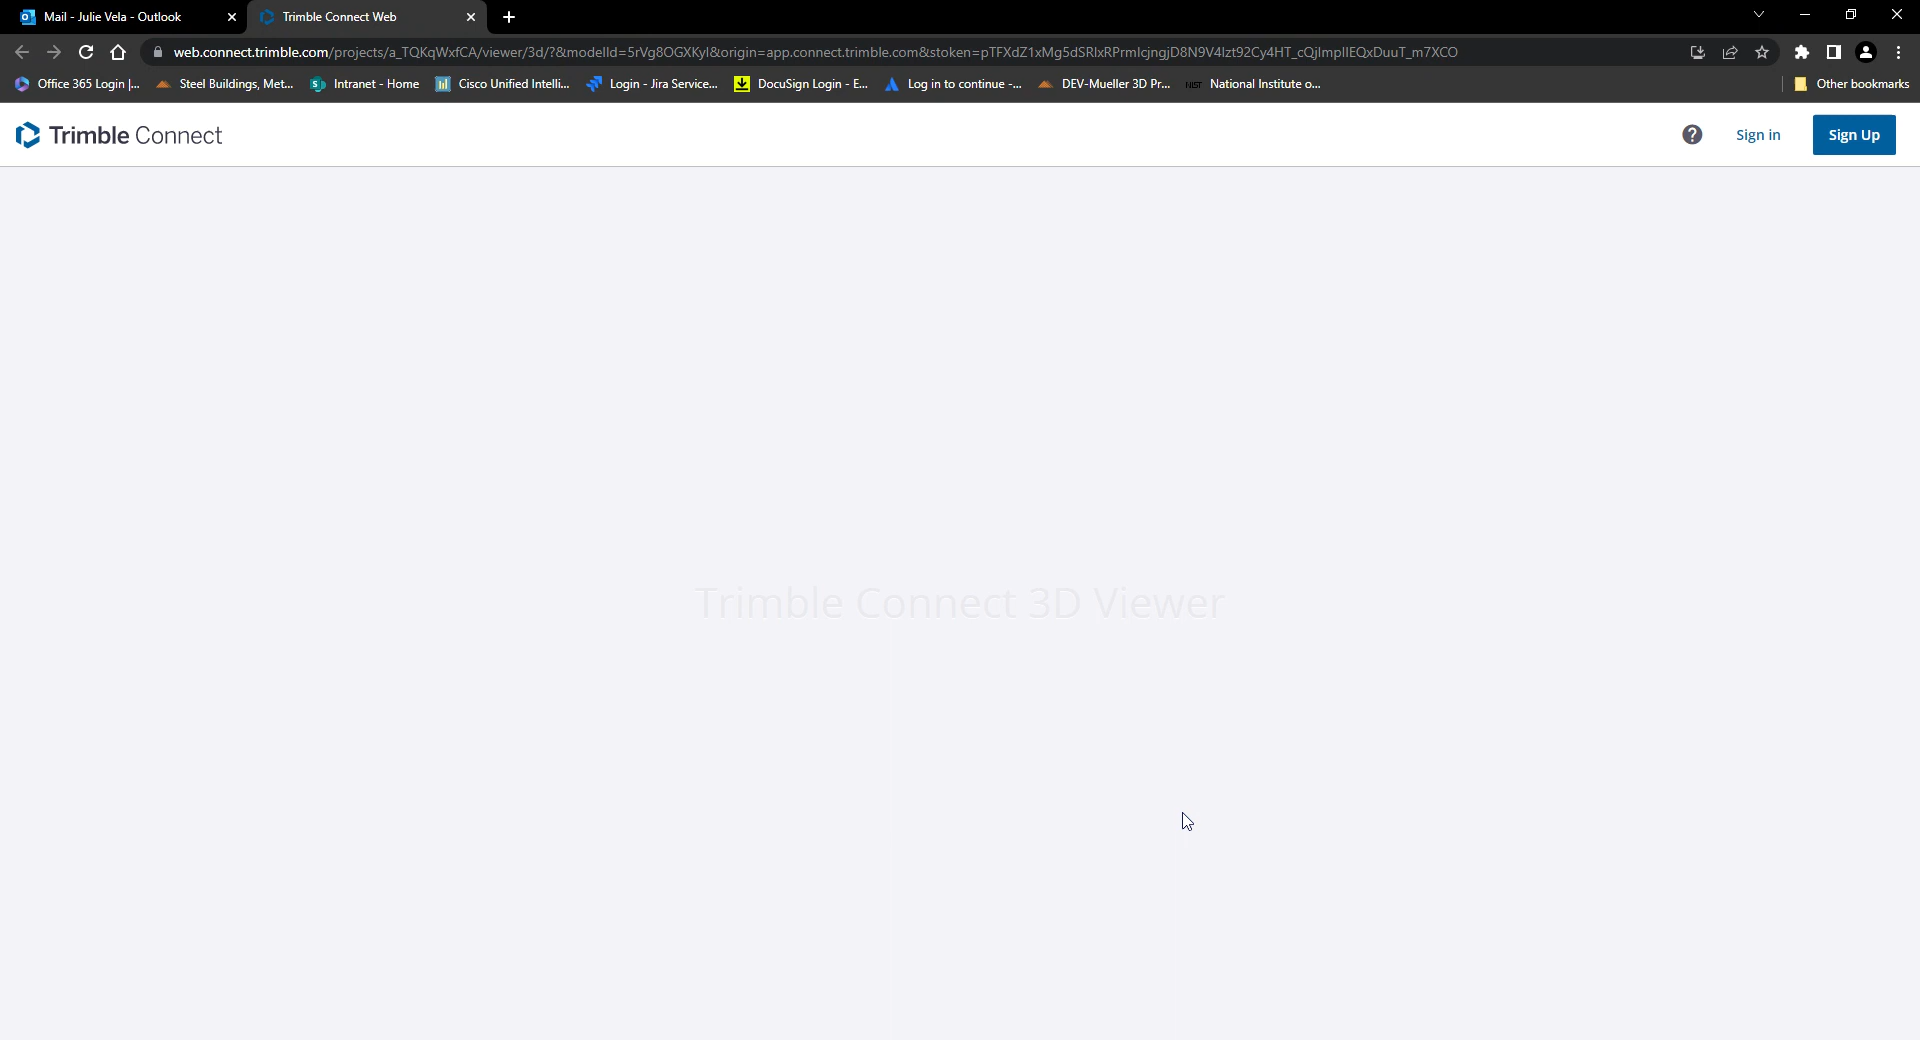 Mail - Julie Vela - Outlook
Trimble Connect Web
web.connect.trimble.com/projects/a_TQKqWxfCA/viewer/3d/?&modelId=5rVg8OGXKyI&origin=app.connect.trimble.com&stoken=pTFXdZ1xMg5dSRlxRPrmIcjngjD8N9V4Izt92Cy4HT_cQjImpIIEQxDuuT_m7XCO
Office 365 Login |...
Steel Buildings, Met...
Intranet - Home
Cisco Unified Intelli...
Login - Jira Service...
DocuSign Login - E...
Log in to continue -...
DEV-Mueller 3D Pr...
NIST
National Institute o...
Other bookmarks
Trimble Connect
Sign in
Sign Up
Trimble Connect 3D Viewer